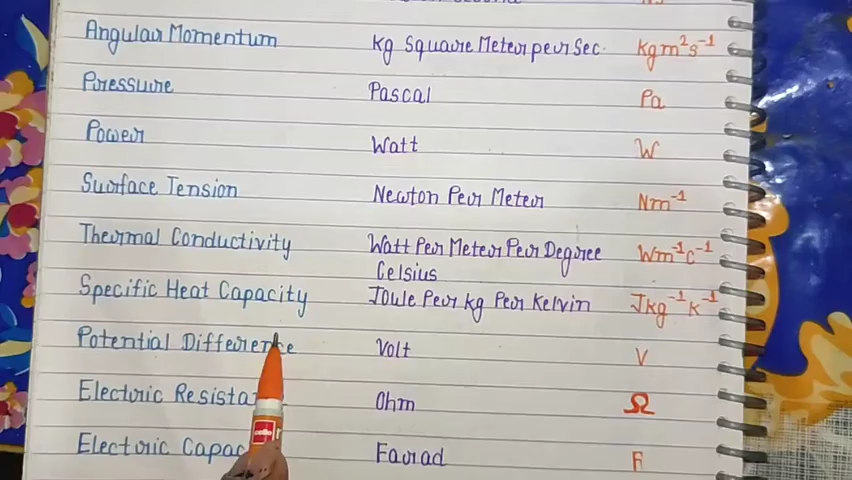 Angular Momentum Kg Square Meter per Sec. Kgm²s⁻¹
Pressure Pascal Pa
Power Watt W
Surface Tension Newton Per Meter Nm⁻¹
Thermal Conductivity Watt Per Meter Per Degree Wm⁻¹c⁻¹
Celsius
Specific Heat Capacity Joule Per Kg Per Kelvin Jkg⁻¹K⁻¹
Potential Difference Volt V
Electric Ohm Ω
Electric Farad F
cello